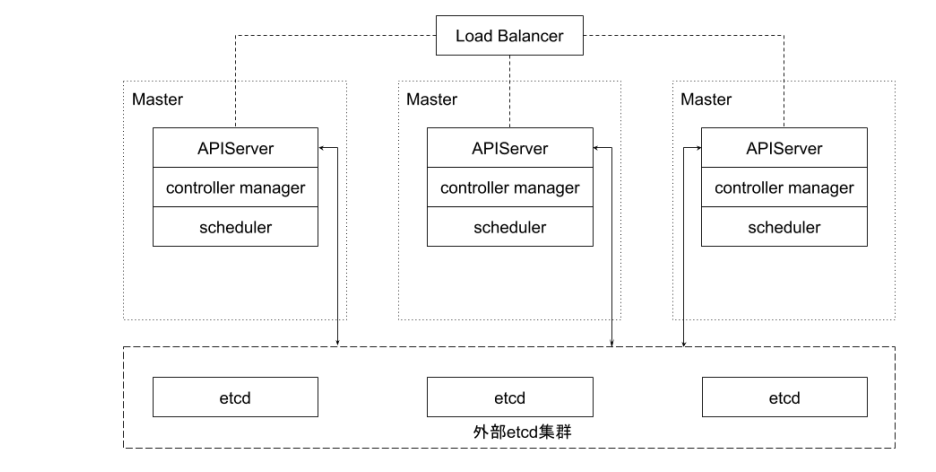 Load Balancer
Master
Master
Master
APIServer
APIServer
APIServer
controller manager
controller manager
controller manager
scheduler
scheduler
scheduler
etcd
etcd
etcd
外部etcd集群